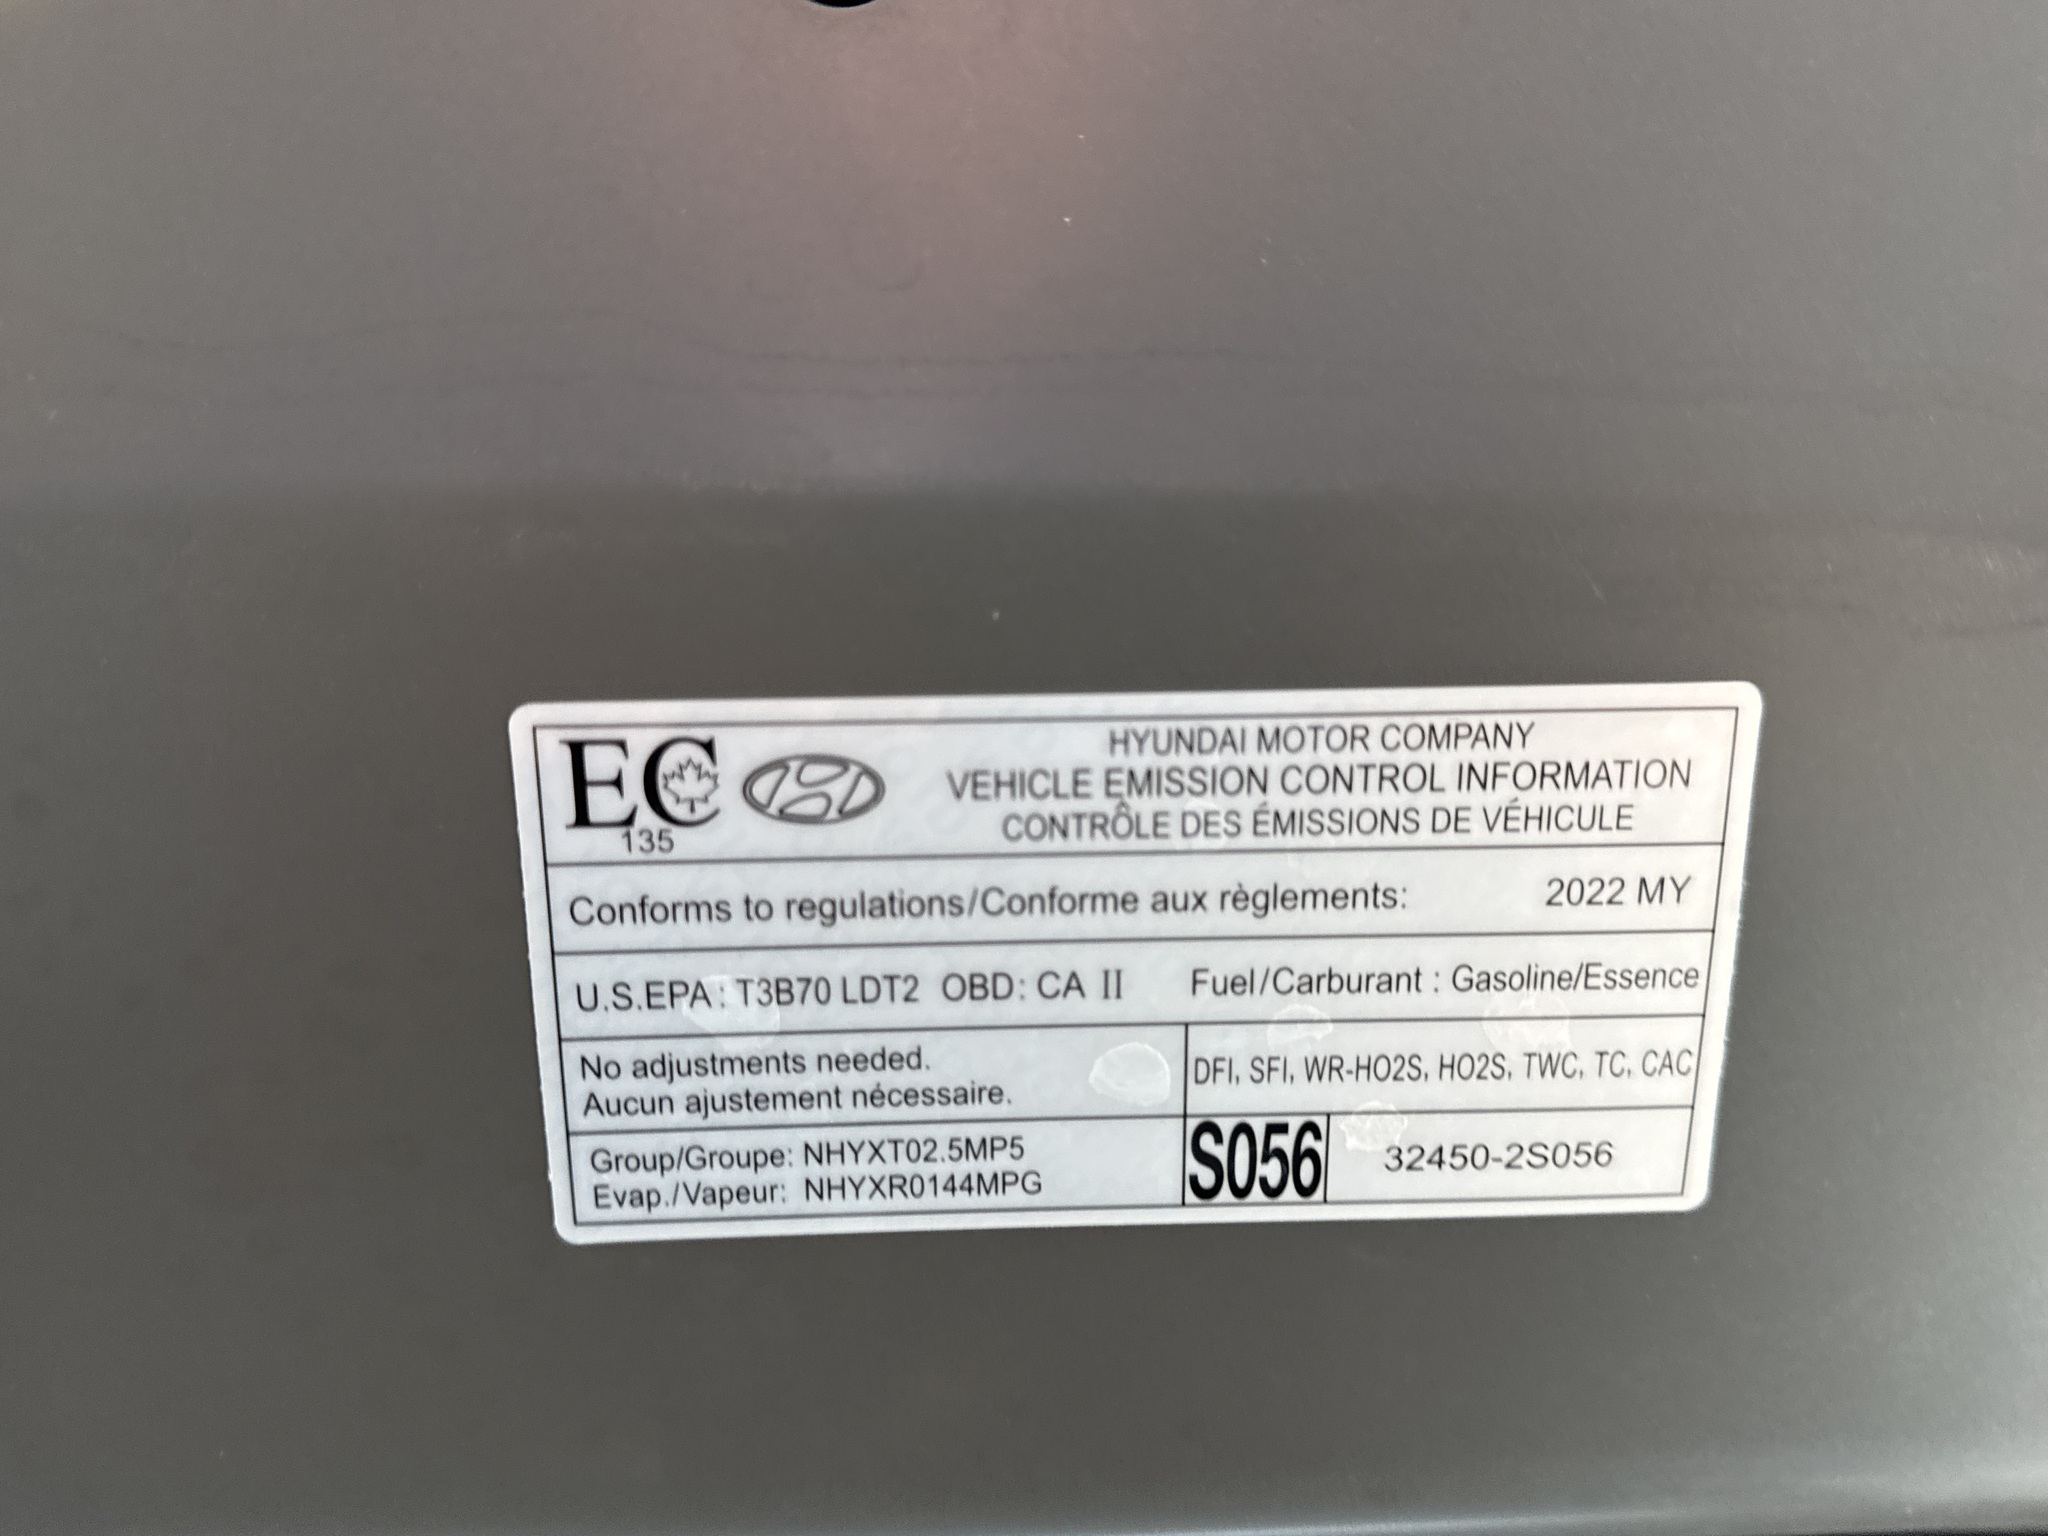 EC
135
HYUNDAI MOTOR COMPANY
VEHICLE EMISSION CONTROL INFORMATION
CONTRÔLE DES ÉMISSIONS DE VÉHICULE
Conforms to regulations/Conforme aux règlements: 2022 MY
U.S.EPA : T3B70 LDT2 OBD: CA II Fuel/Carburant : Gasoline/Essence
No adjustments needed.
Aucun ajustement nécessaire.
DFI, SFI, WR-HO2S, HO2S, TWC, TC, CAC
Group/Groupe: NHYXT02.5MP5
Evap./Vapeur: NHYXR0144MPG
S056
32450-2S056